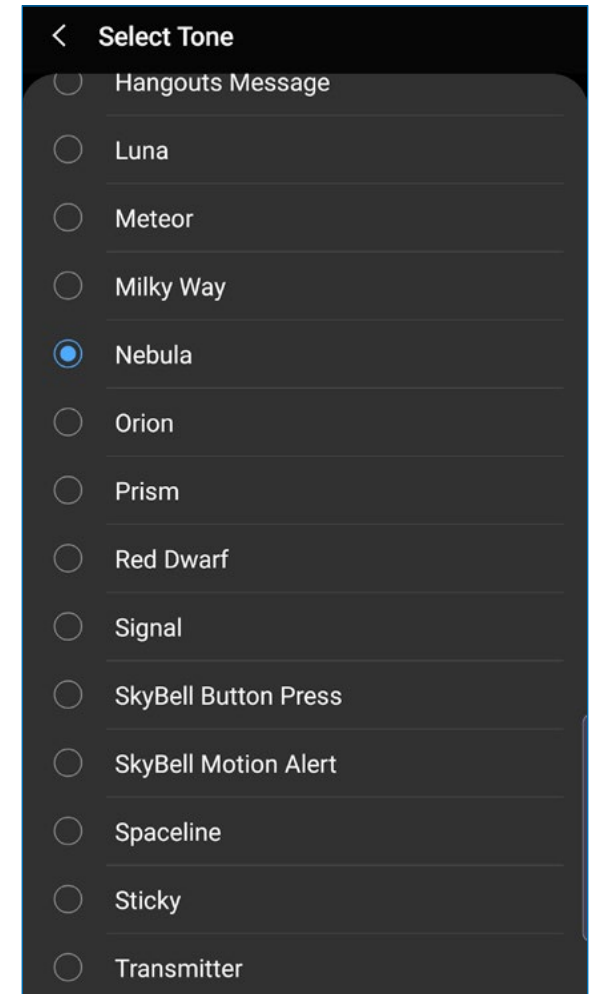 Select Tone
Hangouts Message
Luna
Meteor
Milky Way
Nebula
Orion
Prism
Red Dwarf
Signal
SkyBell Button Press
SkyBell Motion Alert
Spaceline
Sticky
Transmitter